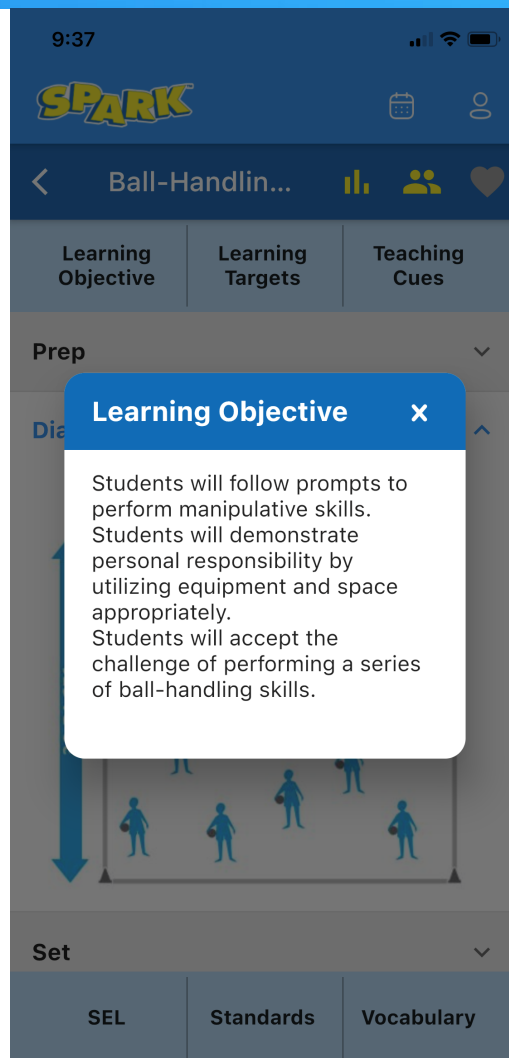 9:37
SPARK
Ball-Handlin...
Learning Objective
Learning Targets
Teaching Cues
Prep
Dia
Learning Objective x
Students will follow prompts to
perform manipulative skills.
Students will demonstrate
personal responsibility by
utilizing equipment and space
appropriately.
Students will accept the
challenge of performing a series
of ball-handling skills.
Set
SEL Standards Vocabulary